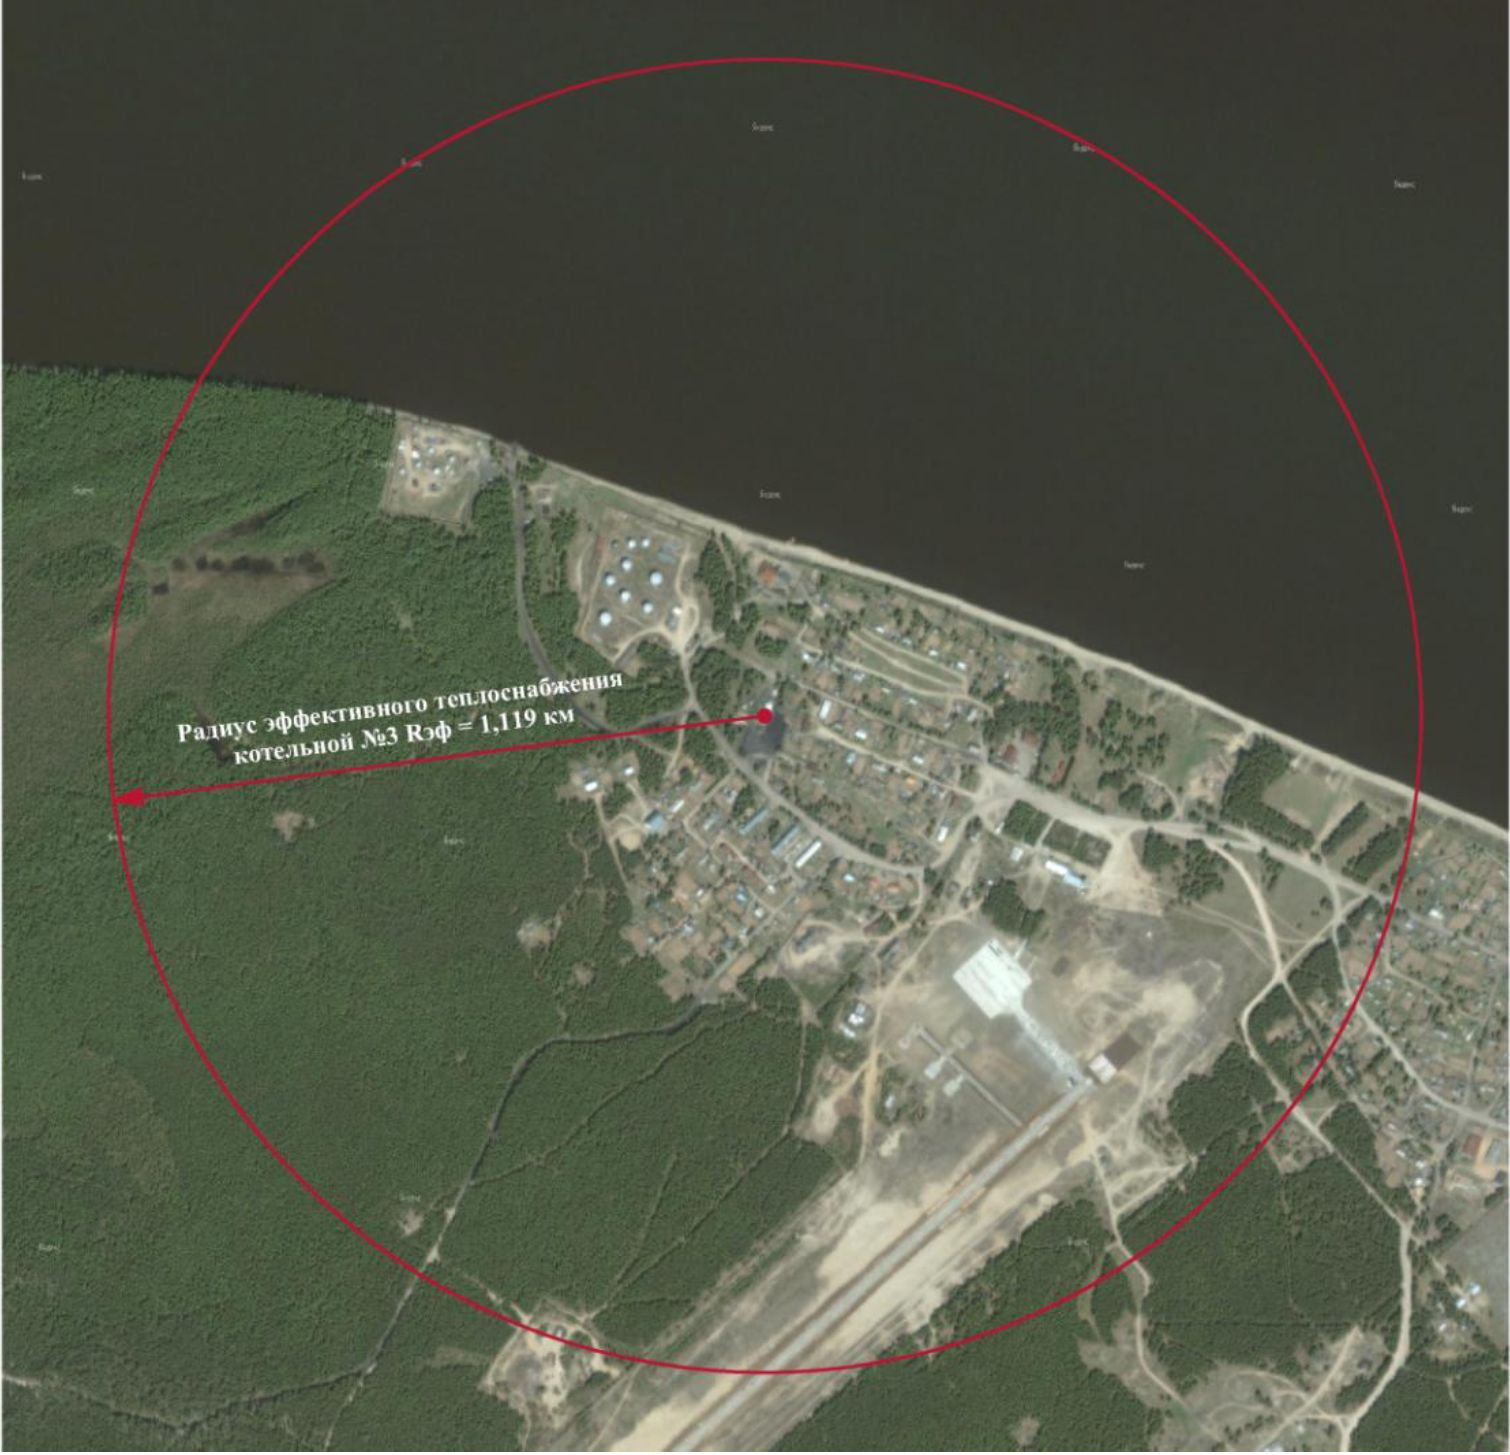 Радиус эффективного теплоснабжения
котельной №3 Rэф = 1,119 км